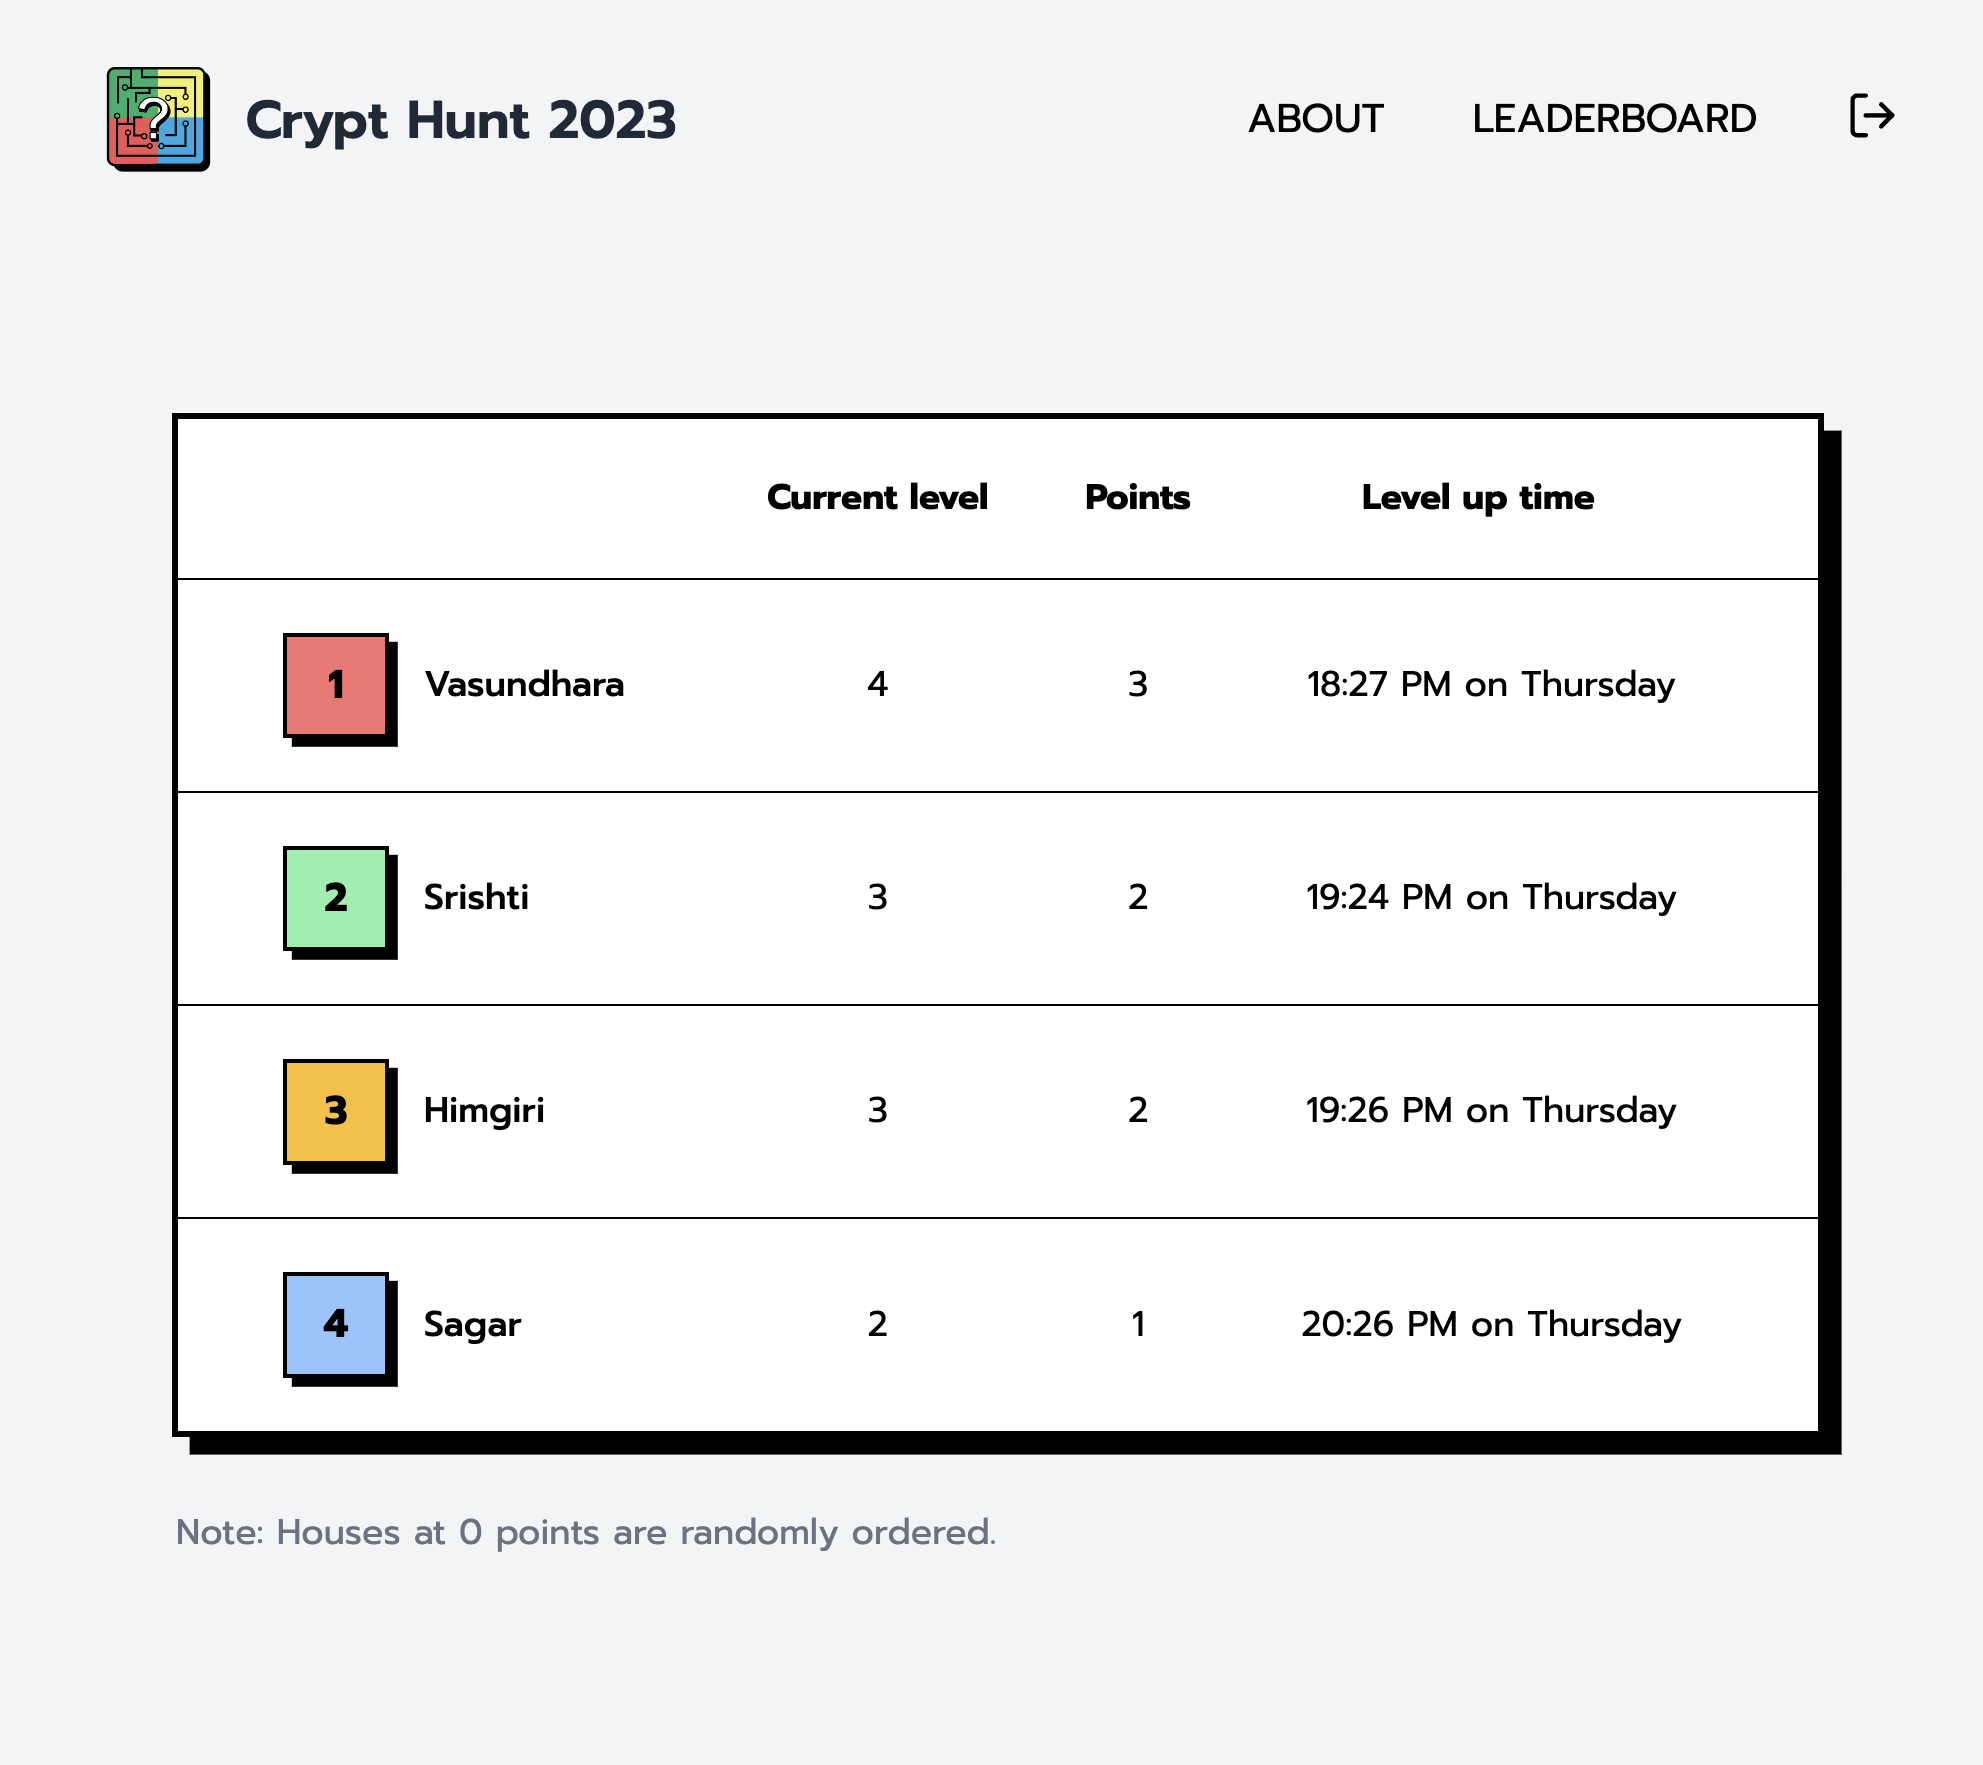 ?
Crypt Hunt 2023 ABOUT LEADERBOARD
Current level Points Level up time
1 Vasundhara 4 3 18:27 PM on Thursday
2 Srishti 3 2 19:24 PM on Thursday
3 Himgiri 3 2 19:26 PM on Thursday
4 Sagar 2 1 20:26 PM on Thursday
Note: Houses at 0 points are randomly ordered.